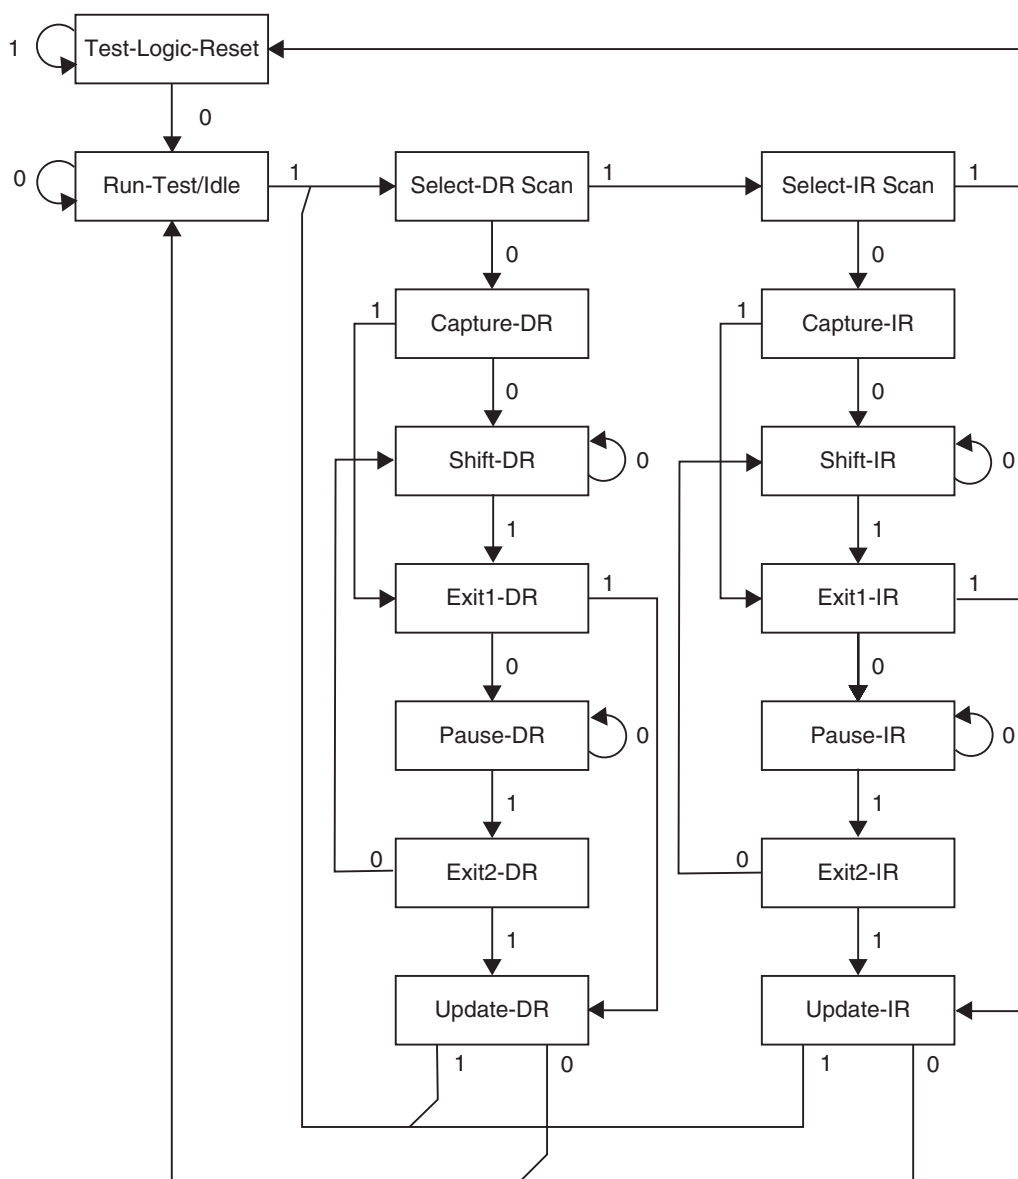 1 Test-Logic-Reset
0
0 Run-Test/Idle 1 Select-DR Scan 1 Select-IR Scan 1
0 0
1 Capture-DR 1 Capture-IR
0 0
Shift-DR 0 Shift-IR 0
1 1
Exit1-DR 1 Exit1-IR 1
0 0
Pause-DR 0 Pause-IR 0
1 1
0 Exit2-DR 0 Exit2-IR
1 1
Update-DR Update-IR
1 0 1 0